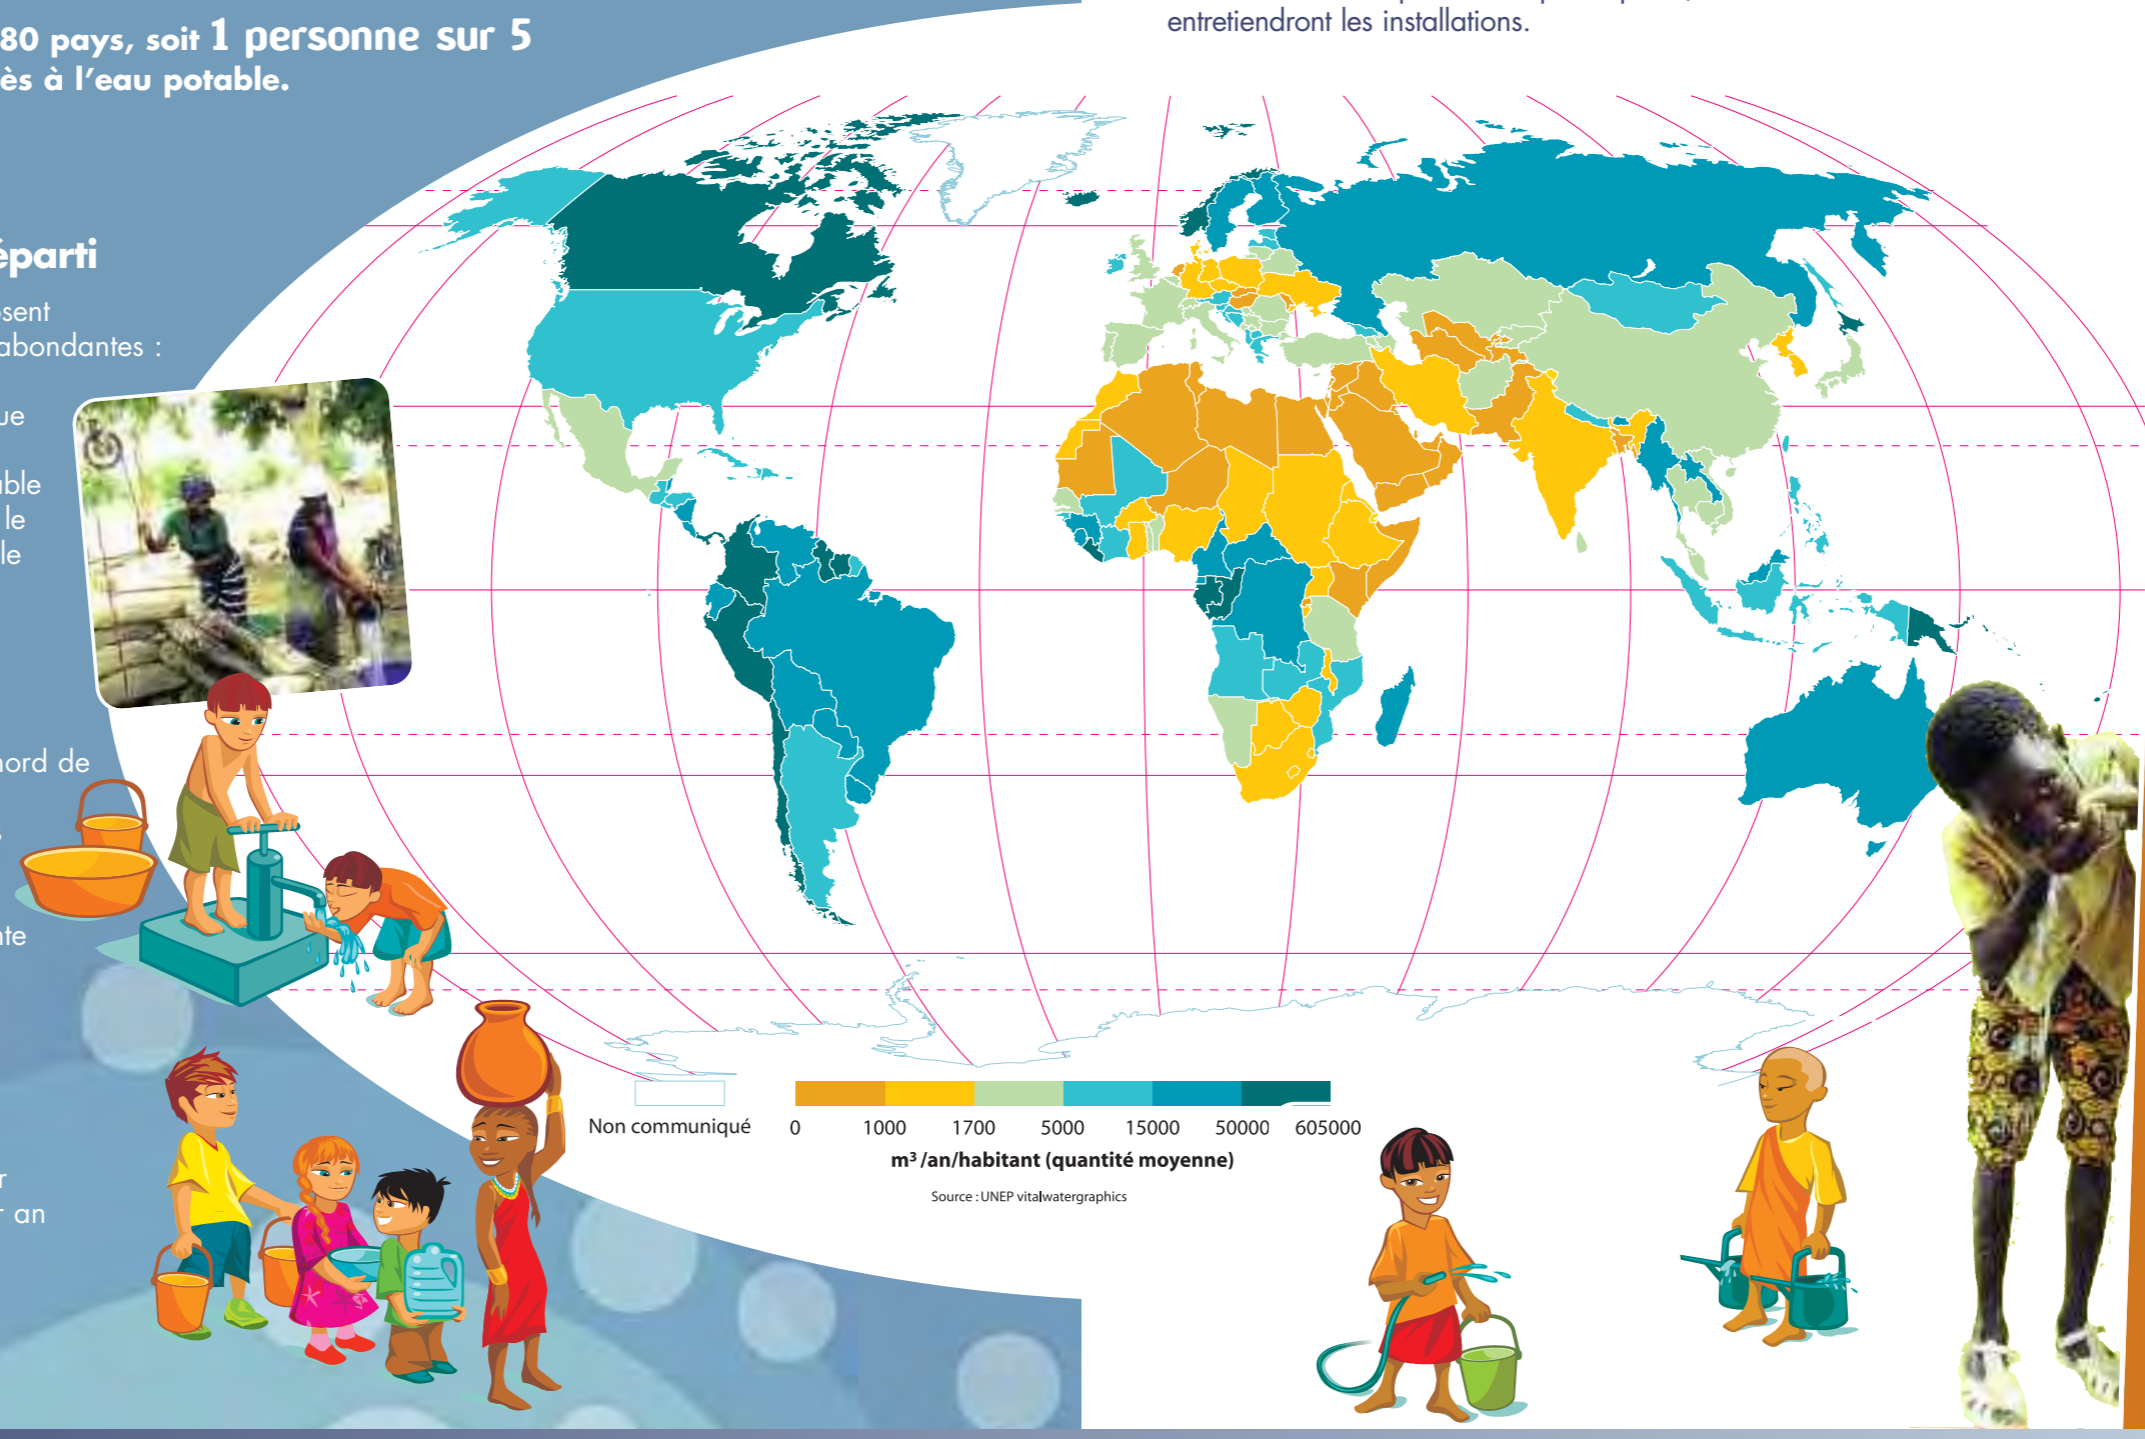 80 pays, soit 1 personne sur 5
ès à l'eau potable.
éparti
sent
abondantes :
ue
ble
le
le
nord de
s
nte
r
r an
entretiendront les installations.
Non communiqué
0 1000 1700 5000 15000 50000 605000
m³/an/habitant (quantité moyenne)
Source : UNEP vitalwatergraphics